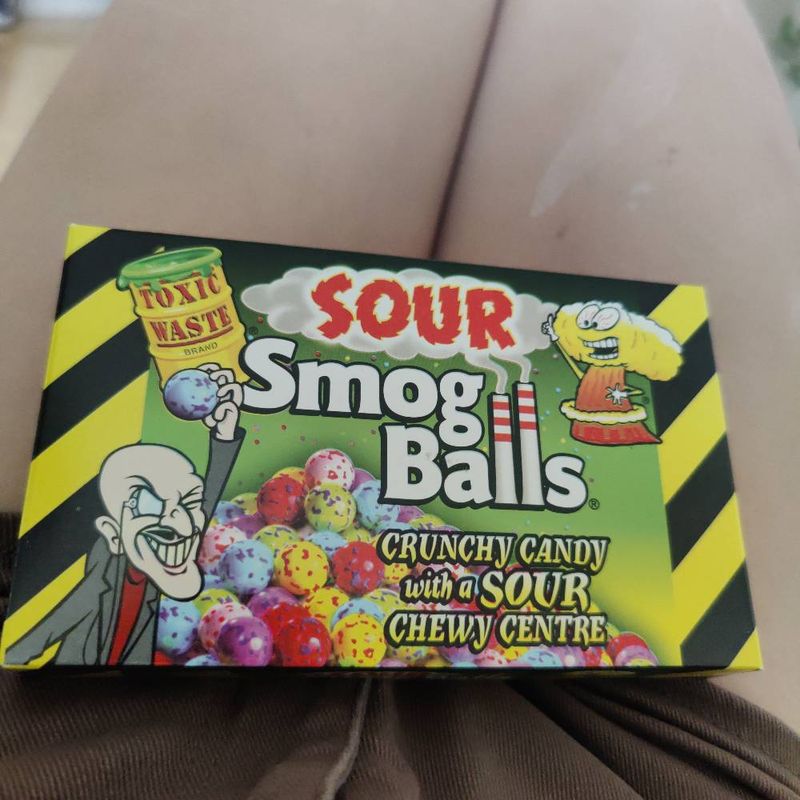 TOXIC
WASTE
BRAND
SOUR
Smog
Balls
CRUNCHY CANDY
with a SOUR
CHEWY CENTRE